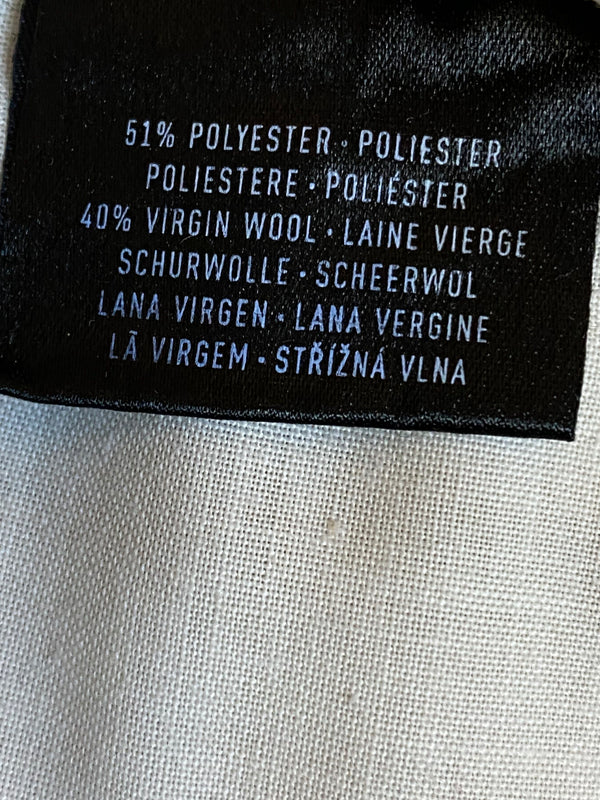 51% POLYESTER · POLIESTER
POLIESTERE · POLIÉSTER
40% VIRGIN WOOL · LAINE VIERGE
SCHURWOLLE · SCHEERWOL
LANA VIRGEN · LANA VERGINE
LÃ VIRGEM · STŘÍŽNÁ VLNA